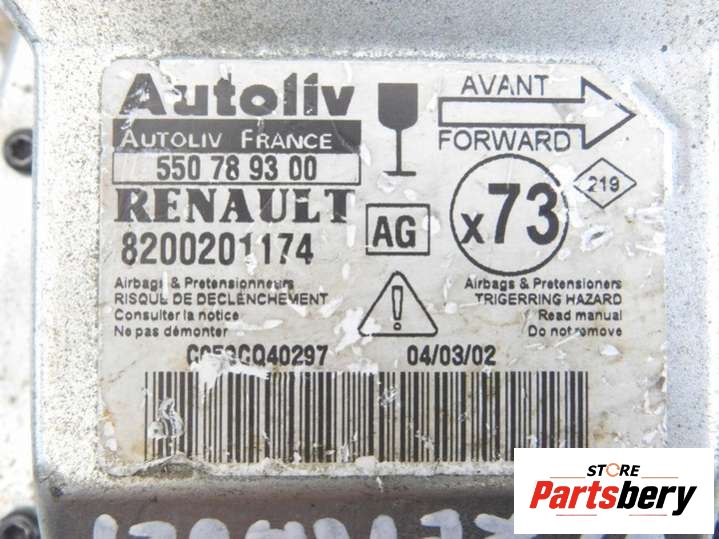 Autoliv
AUTOLIV FRANCE
550 78 93 00
RENAULT
8200201174
AG
AVANT
FORWARD
x73
219
Airbags & Pretensionneurs
RISQUE DE DECLENCHEMENT
Consulter la notice
Ne pas démonter
Airbags & Pretensioners
TRIGERRING HAZARD
Read manual
Do not remove
04/03/02
STORE
Partsbery